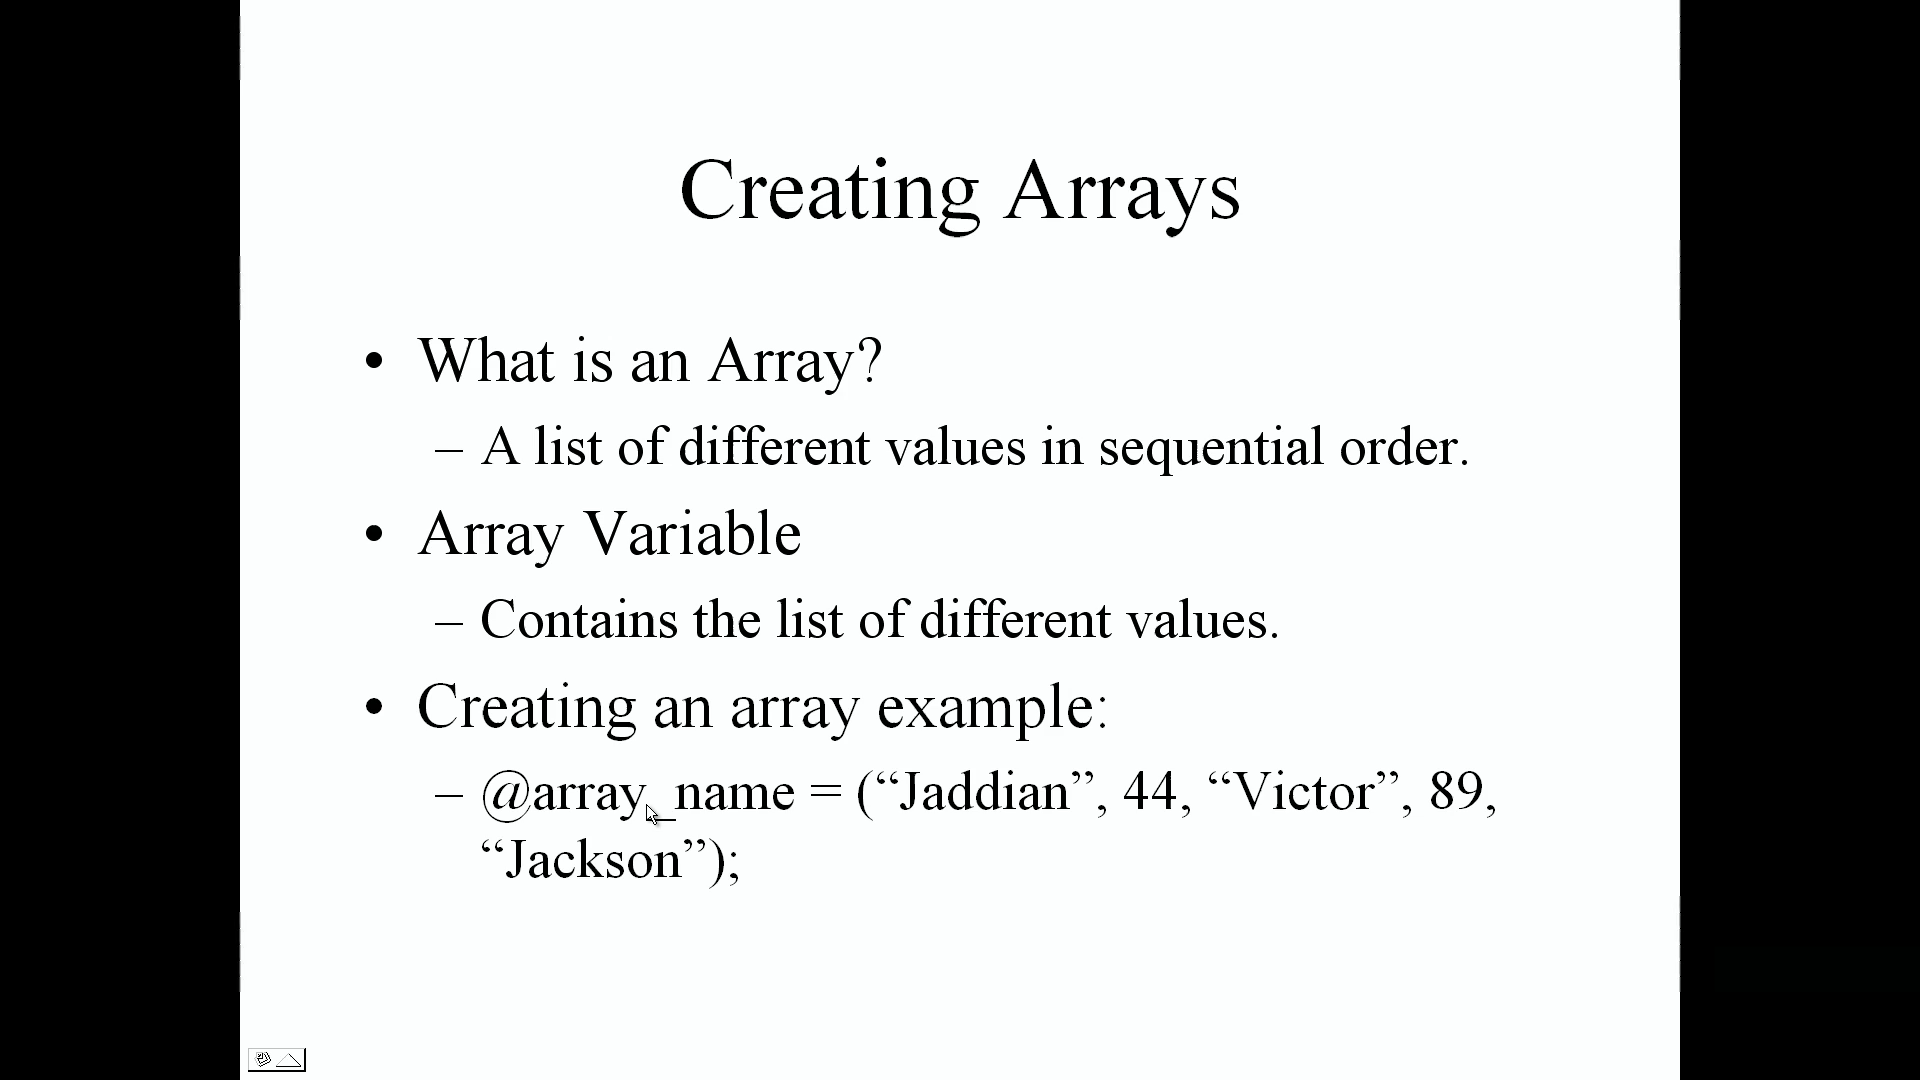 Creating Arrays
• What is an Array?
– A list of different values in sequential order.
• Array Variable
– Contains the list of different values.
• Creating an array example:
– @array_name = (“Jaddian”, 44, “Victor”, 89,
“Jackson”);